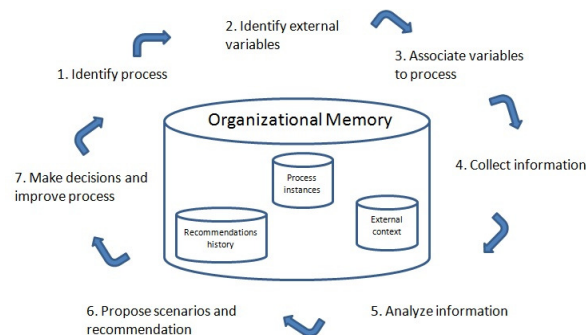 2. Identify external
variables
3. Associate variables
to process
1. Identify process
Organizational Memory
4. Collect information
Process
instances
7. Make decisions and
improve process
External
context
Recommendations
history
6. Propose scenarios and
recommendation
5. Analyze information